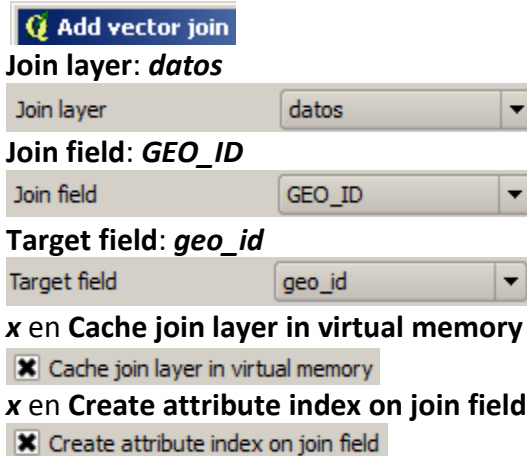 Add vector join
Join layer: datos
Join layer datos
Join field: GEO_ID
Join field GEO_ID
Target field: geo_id
Target field geo_id
x en Cache join layer in virtual memory
Cache join layer in virtual memory
x en Create attribute index on join field
Create attribute index on join field